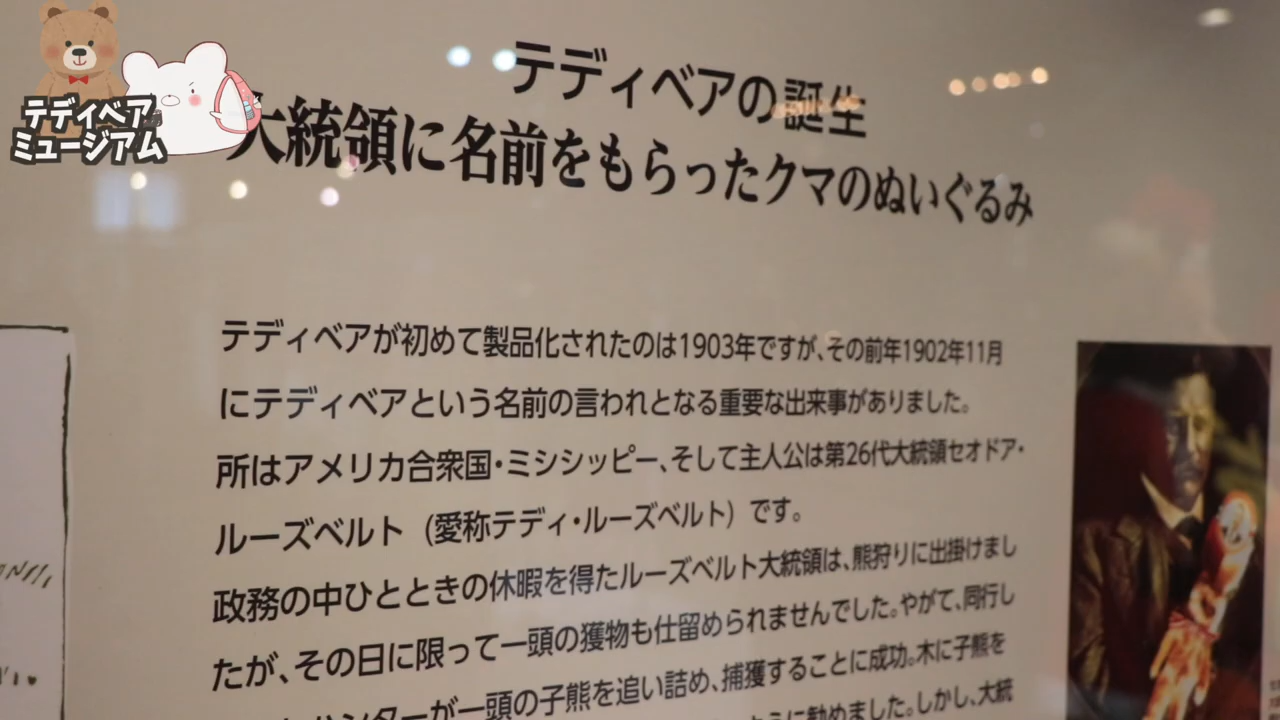 テディベア
ミュージアム
テディベアの誕生
大統領に名前をもらったクマのぬいぐるみ
テディベアが初めて製品化されたのは1903年ですが、その前年1902年11月
にテディベアという名前の言われとなる重要な出来事がありました。
所はアメリカ合衆国・ミシシッピー、そして主人公は第26代大統領セオドア・
ルーズベルト（愛称テディ・ルーズベルト）です。
政務の中ひとときの休暇を得たルーズベルト大統領は、熊狩りに出掛けまし
たが、その日に限って一頭の獲物も仕留められませんでした。やがて、同行し
ハンターが一頭の子熊を追い詰め、捕獲することに成功。木に子熊を
ように勧めました。しかし、大統